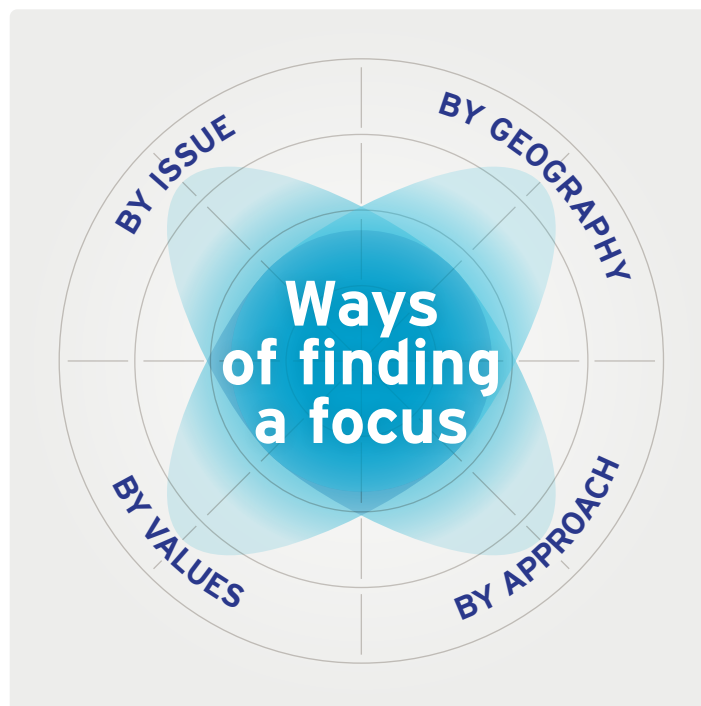 BY ISSUE
BY GEOGRAPHY
Ways
of finding
a focus
BY VALUES
BY APPROACH